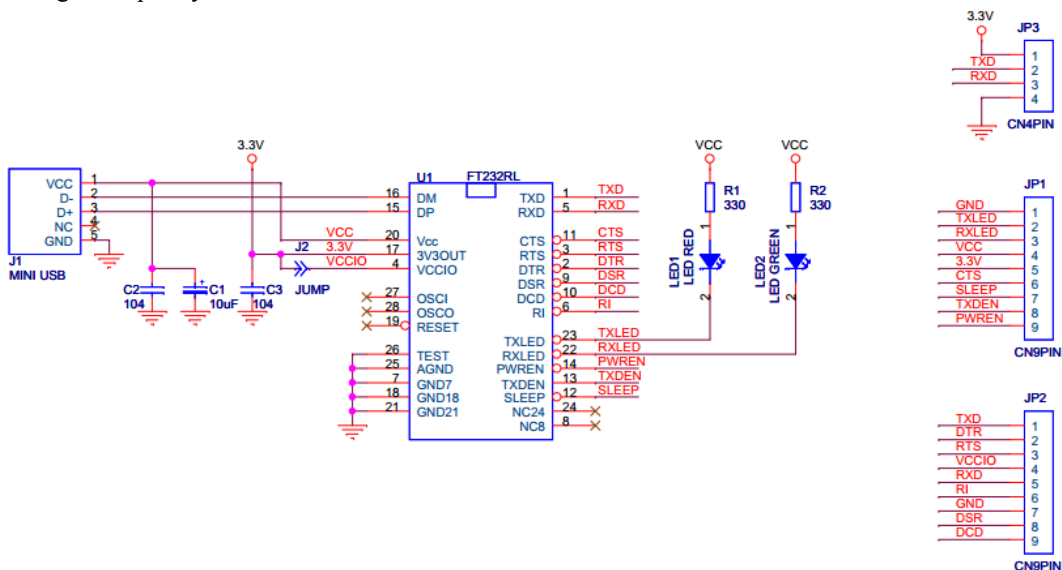 3.3V
JP3
1
TXD 2
RXD 3
4
CN4PIN
3.3V
VCC
VCC
U1 FT232RL
VCC 1
D- 2
D+ 3
NC 4
GND 5
J1
MINI USB
16 DM
15 DP
VCC 20 Vcc
3.3V 17 3V3OUT
VCCIO 4 VCCIO
J2
JUMP
C2
104
C1
10uF
+
C3
104
27 OSCI
28 OSCO
19 RESET
26 TEST
25 AGND
7 GND7
18 GND18
21 GND21
TXD 1 TXD
RXD 5 RXD
CTS 11 CTS
RTS 3 RTS
DTR 2 DTR
DSR 9 DSR
DCD 10 DCD
RI 6 RI
TXLED 23 TXLED
RXLED 22 RXLED
PWREN 14 PWREN
TXDEN 13 TXDEN
SLEEP 12 SLEEP
NC24 24
NC8 8
R1
330
R2
330
1
LED1
LED RED
2
1
LED2
LED GREEN
2
JP1
GND 1
TXLED 2
RXLED 3
VCC 4
3.3V 5
CTS 6
SLEEP 7
TXDEN 8
PWREN 9
CN9PIN
JP2
TXD 1
DTR 2
RTS 3
VCCIO 4
RXD 5
RI 6
GND 7
DSR 8
DCD 9
CN9PIN